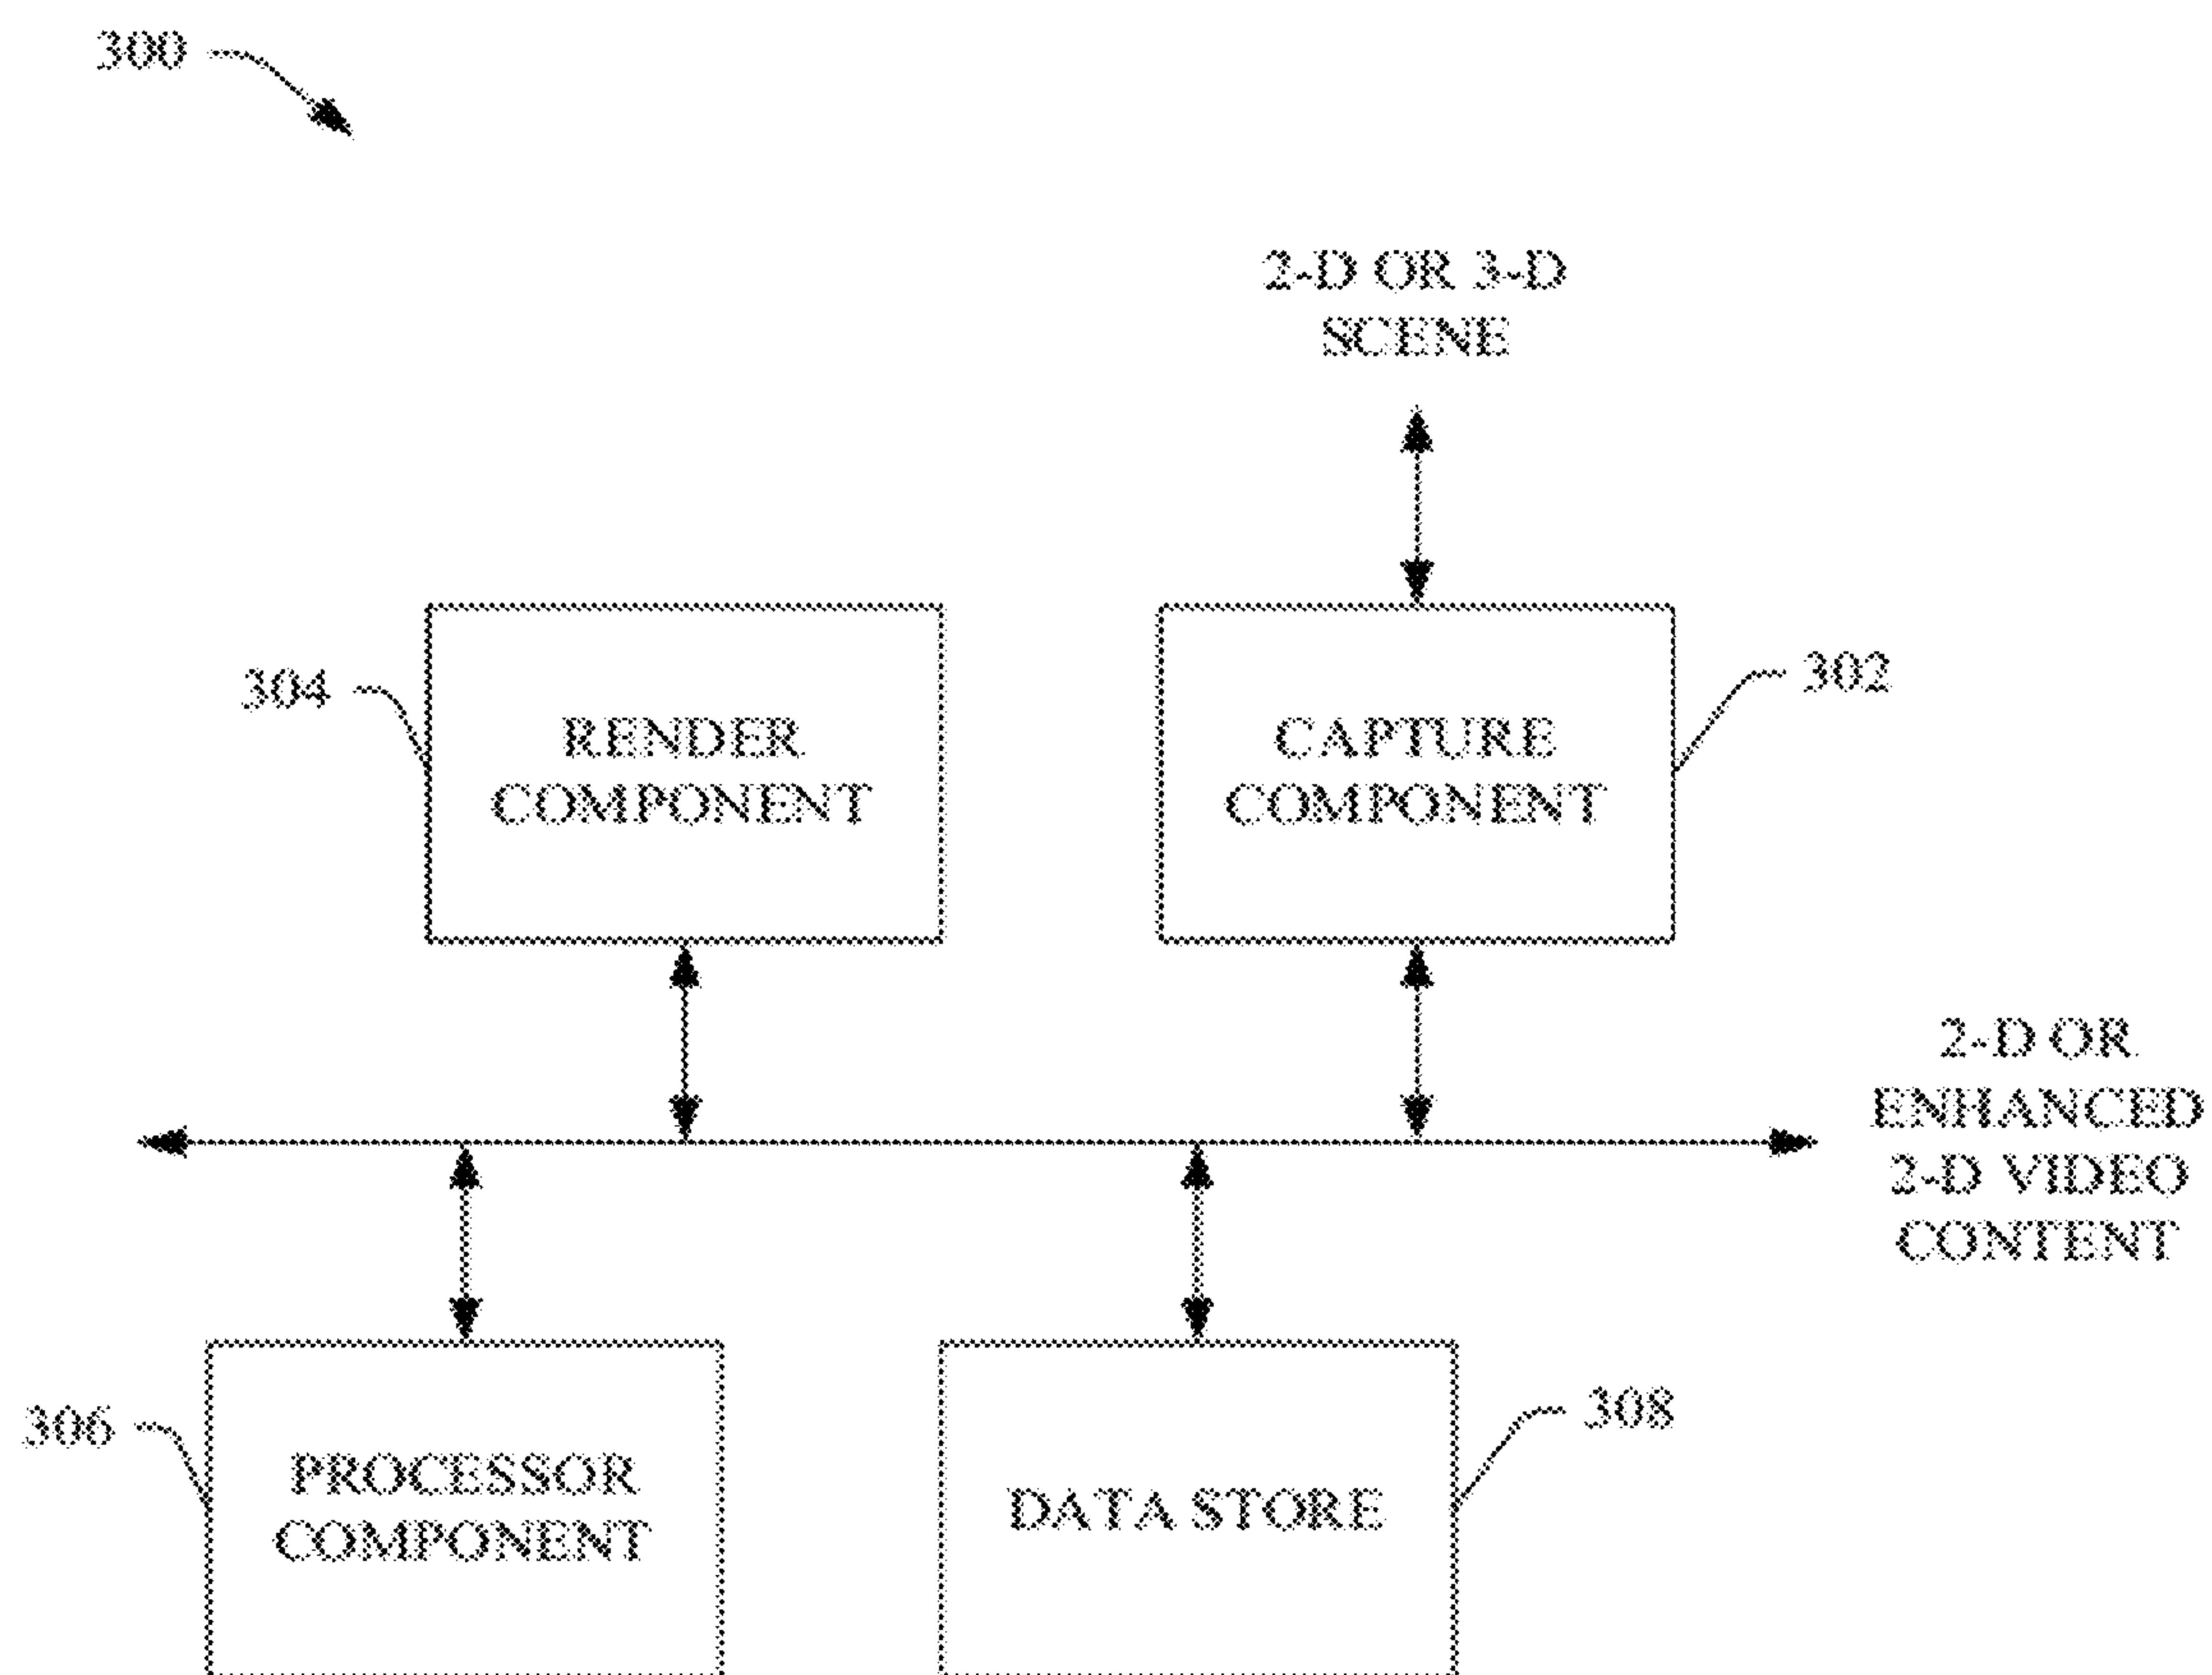 300
2-D OR 3-D
SCENE
304
RENDER
COMPONENT
CAPTURE
COMPONENT
302
2-D OR
ENHANCED
2-D VIDEO
CONTENT
306
PROCESSOR
COMPONENT
DATA STORE
308